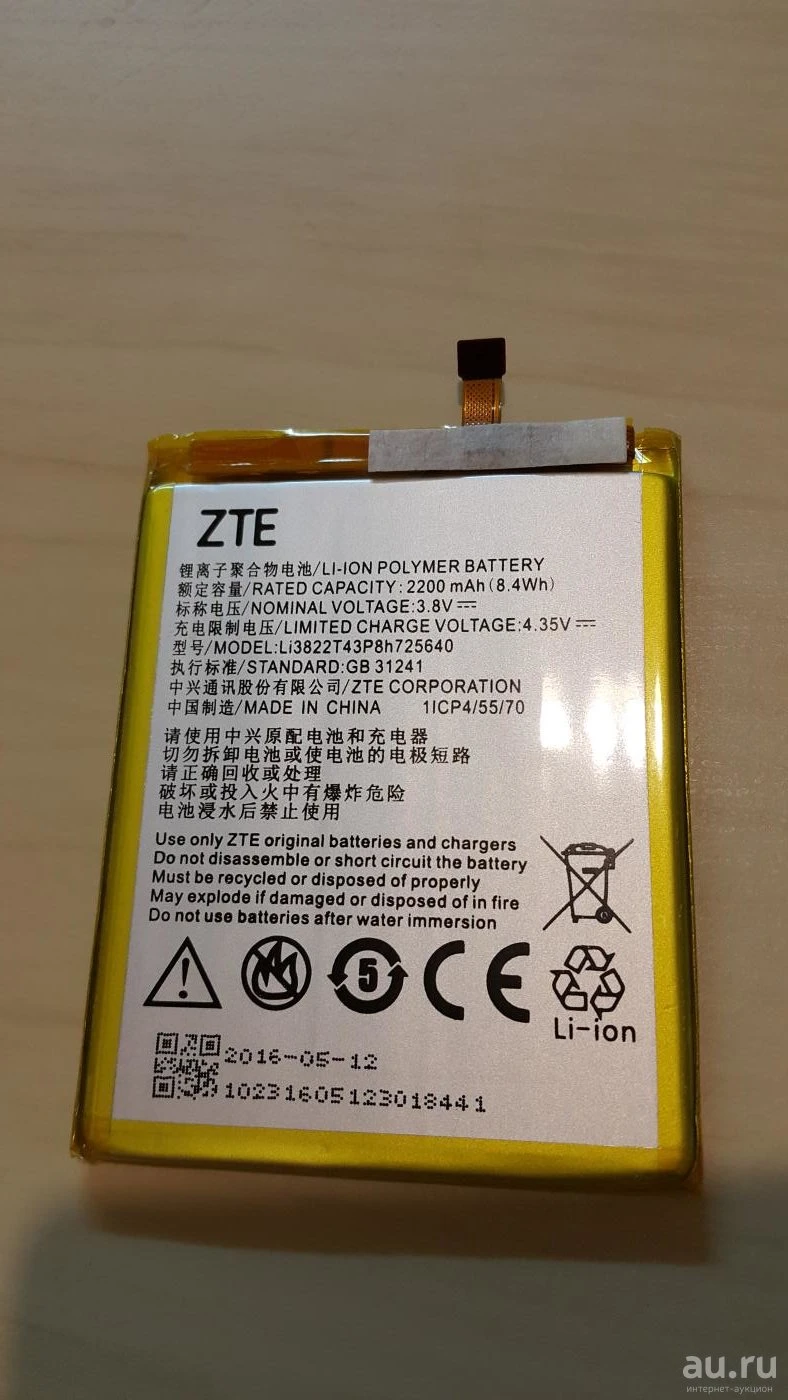 ZTE
锂离子聚合物电池/LI-ION POLYMER BATTERY
额定容量/RATED CAPACITY:2200 mAh(8.4Wh)
标称电压/NOMINAL VOLTAGE:3.8V⎓
充电限制电压/LIMITED CHARGE VOLTAGE:4.35V⎓
型号/MODEL:Li3822T43P8h725640
执行标准/STANDARD:GB 31241
中兴通讯股份有限公司/ZTE CORPORATION
中国制造/MADE IN CHINA 1ICP4/55/70
请使用中兴原配电池和充电器
切勿拆卸电池或使电池的电极短路
请正确回收或处理
破坏或投入火中有爆炸危险
电池浸水后禁止使用
Use only ZTE original batteries and chargers
Do not disassemble or short circuit the battery
Must be recycled or disposed of properly
May explode if damaged or disposed of in fire
Do not use batteries after water immersion
5 CE
Li-ion
2016-05-12
10231605123018441
au.ru
интернет-аукцион